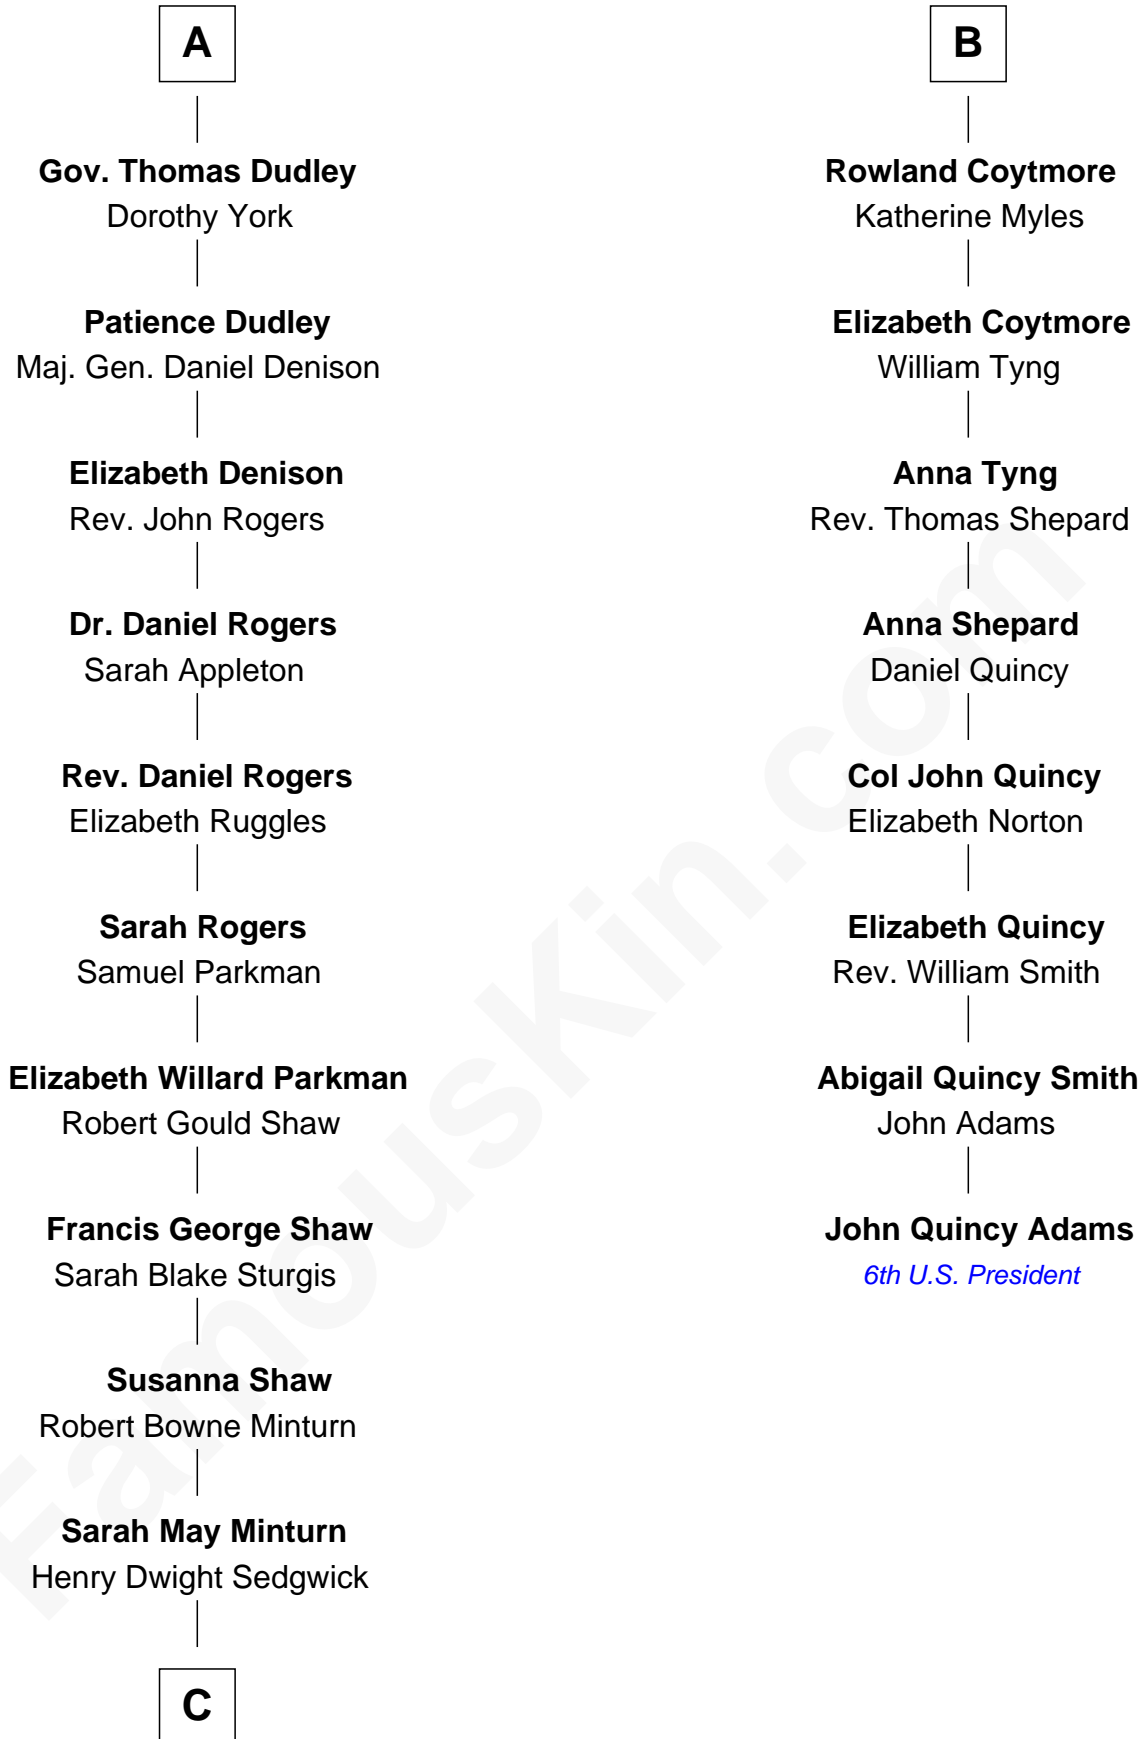 A
Gov. Thomas Dudley
Dorothy York
Patience Dudley
Maj. Gen. Daniel Denison
Elizabeth Denison
Rev. John Rogers
Dr. Daniel Rogers
Sarah Appleton
Rev. Daniel Rogers
Elizabeth Ruggles
Sarah Rogers
Samuel Parkman
Elizabeth Willard Parkman
Robert Gould Shaw
Francis George Shaw
Sarah Blake Sturgis
Susanna Shaw
Robert Bowne Minturn
Sarah May Minturn
Henry Dwight Sedgwick
C
B
Rowland Coytmore
Katherine Myles
Elizabeth Coytmore
William Tyng
Anna Tyng
Rev. Thomas Shepard
Anna Shepard
Daniel Quincy
Col John Quincy
Elizabeth Norton
Elizabeth Quincy
Rev. William Smith
Abigail Quincy Smith
John Adams
John Quincy Adams
6th U.S. President
FamousKin.com